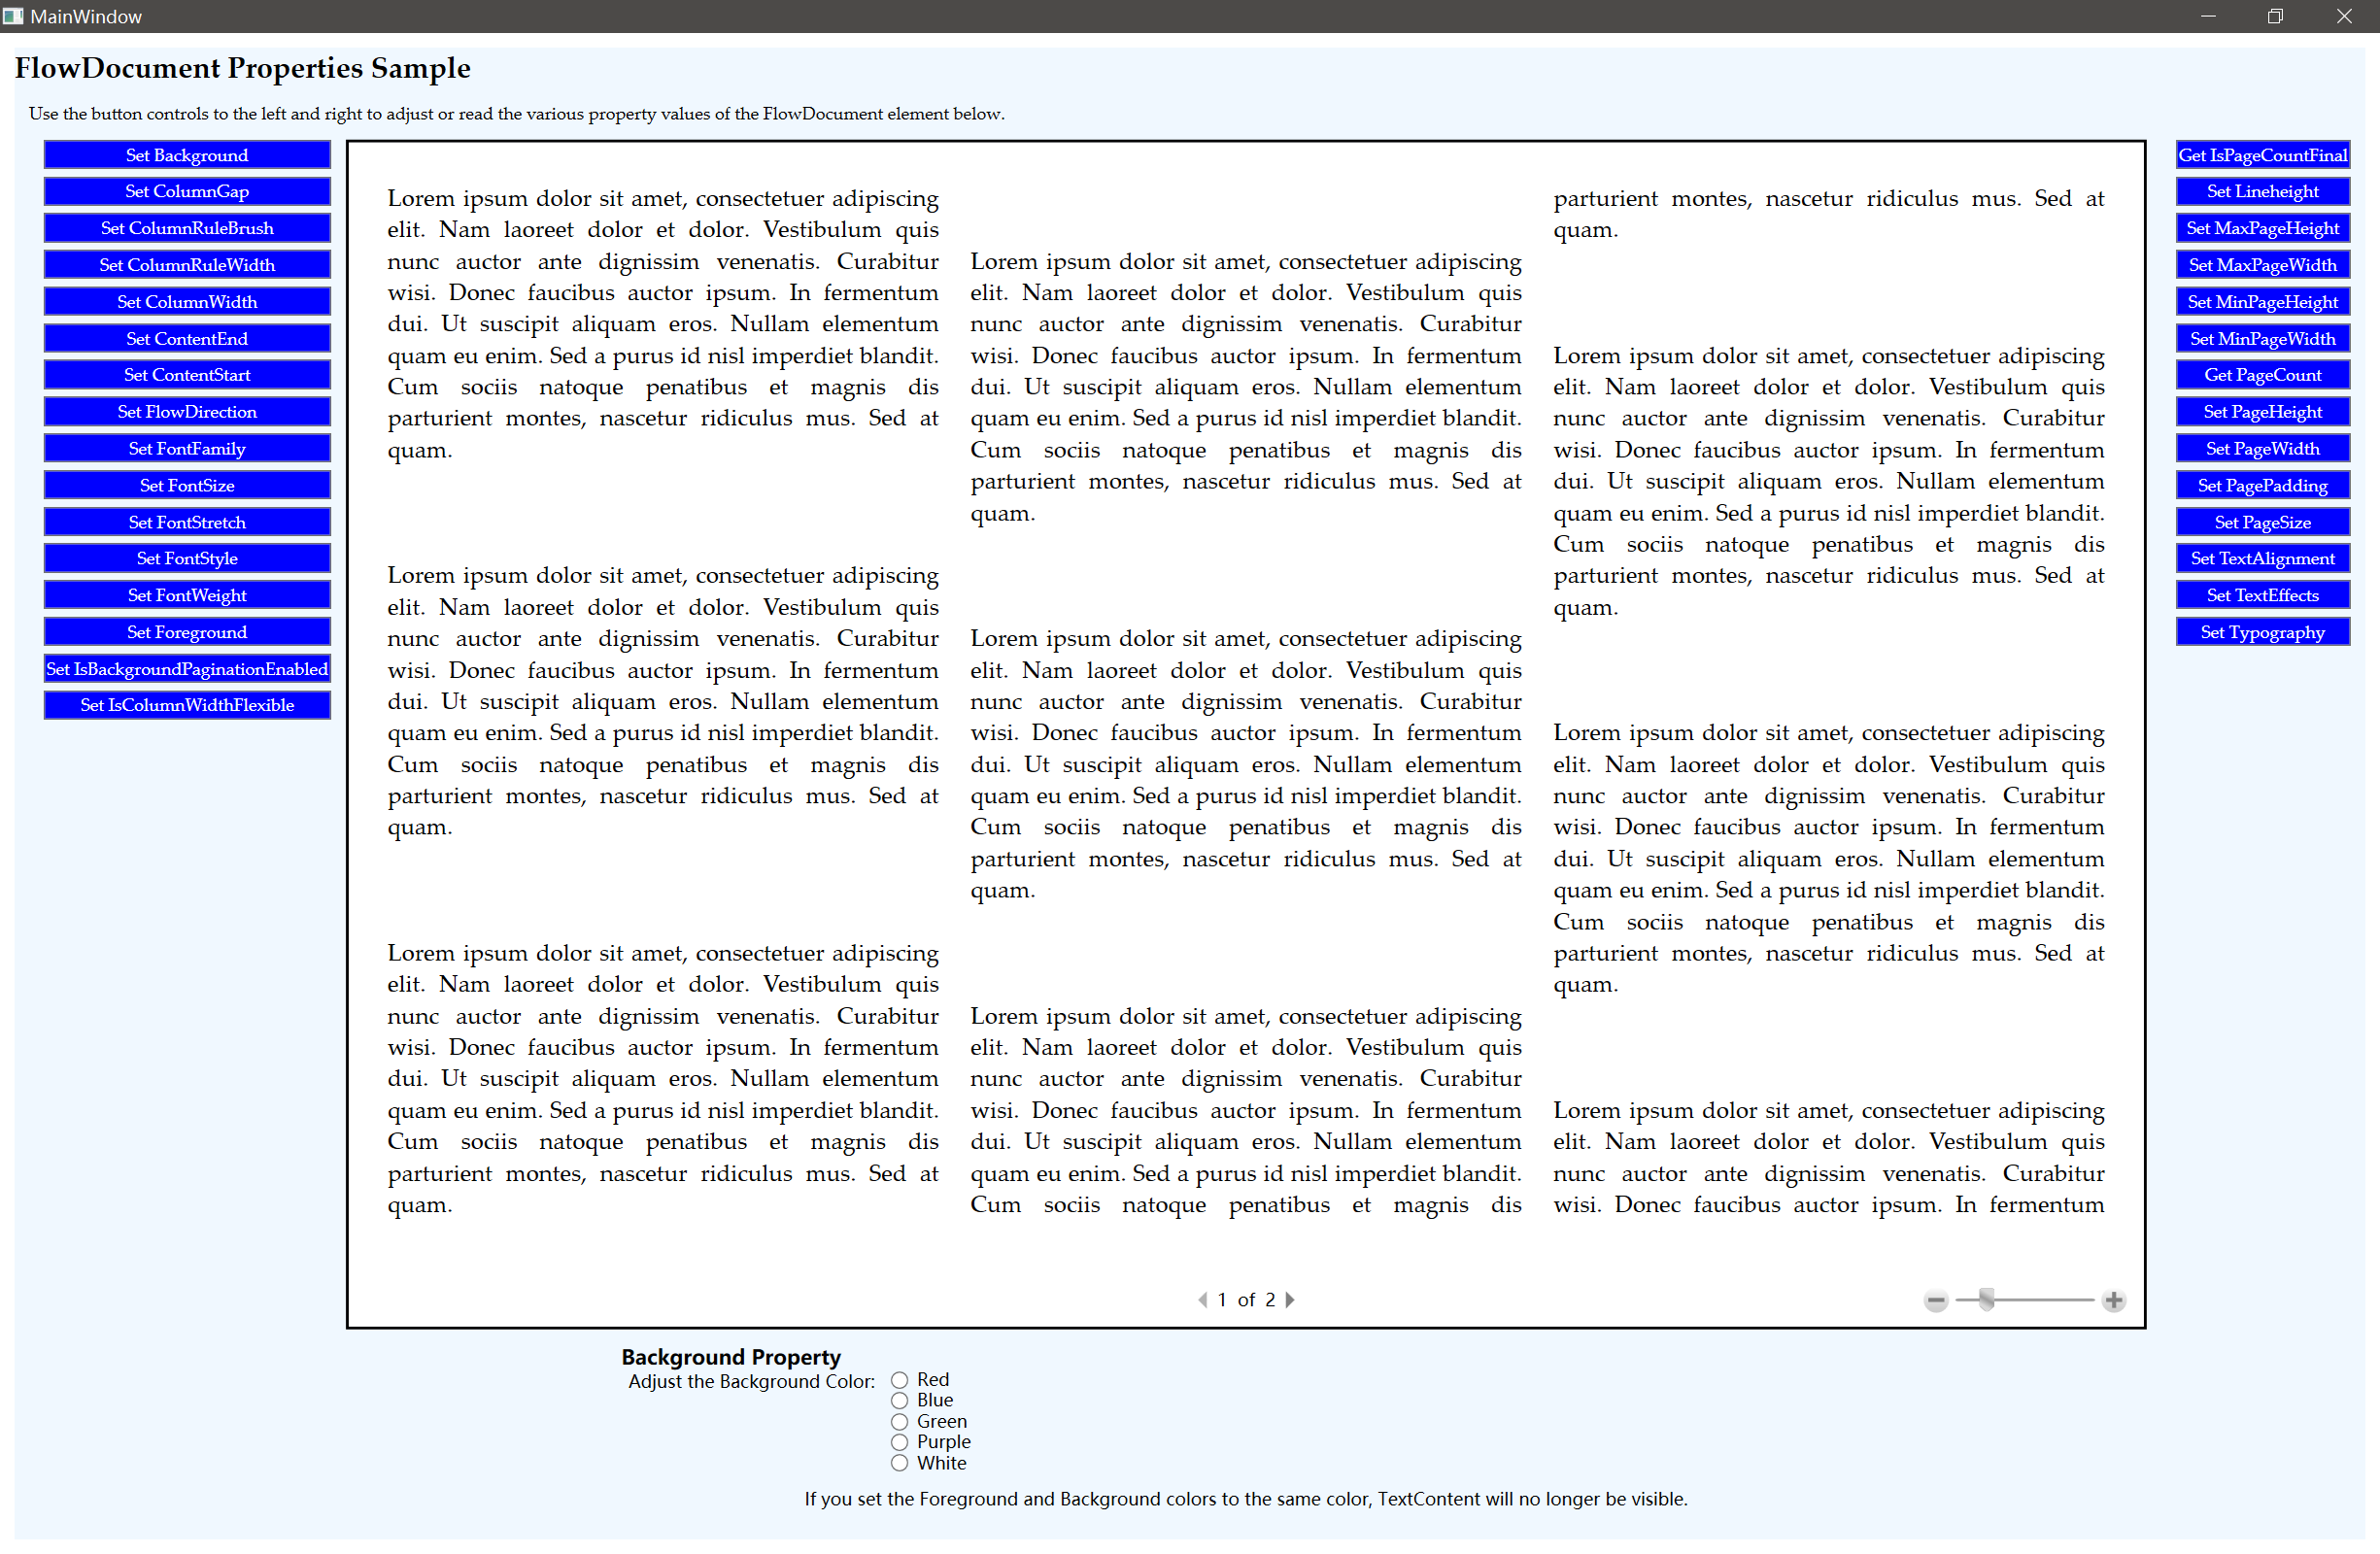 MainWindow
FlowDocument Properties Sample
Use the button controls to the left and right to adjust or read the various property values of the FlowDocument element below.
Set Background
Set ColumnGap
Set ColumnRuleBrush
Set ColumnRuleWidth
Set ColumnWidth
Set ContentEnd
Set ContentStart
Set FlowDirection
Set FontFamily
Set FontSize
Set FontStretch
Set FontStyle
Set FontWeight
Set Foreground
Set IsBackgroundPaginationEnabled
Set IsColumnWidthFlexible
Lorem ipsum dolor sit amet, consectetuer adipiscing
elit. Nam laoreet dolor et dolor. Vestibulum quis
nunc auctor ante dignissim venenatis. Curabitur
wisi. Donec faucibus auctor ipsum. In fermentum
dui. Ut suscipit aliquam eros. Nullam elementum
quam eu enim. Sed a purus id nisl imperdiet blandit.
Cum sociis natoque penatibus et magnis dis
parturient montes, nascetur ridiculus mus. Sed at
quam.
Lorem ipsum dolor sit amet, consectetuer adipiscing
elit. Nam laoreet dolor et dolor. Vestibulum quis
nunc auctor ante dignissim venenatis. Curabitur
wisi. Donec faucibus auctor ipsum. In fermentum
dui. Ut suscipit aliquam eros. Nullam elementum
quam eu enim. Sed a purus id nisl imperdiet blandit.
Cum sociis natoque penatibus et magnis dis
parturient montes, nascetur ridiculus mus. Sed at
quam.
Lorem ipsum dolor sit amet, consectetuer adipiscing
elit. Nam laoreet dolor et dolor. Vestibulum quis
nunc auctor ante dignissim venenatis. Curabitur
wisi. Donec faucibus auctor ipsum. In fermentum
dui. Ut suscipit aliquam eros. Nullam elementum
quam eu enim. Sed a purus id nisl imperdiet blandit.
Cum sociis natoque penatibus et magnis dis
parturient montes, nascetur ridiculus mus. Sed at
quam.
Lorem ipsum dolor sit amet, consectetuer adipiscing
elit. Nam laoreet dolor et dolor. Vestibulum quis
nunc auctor ante dignissim venenatis. Curabitur
wisi. Donec faucibus auctor ipsum. In fermentum
dui. Ut suscipit aliquam eros. Nullam elementum
quam eu enim. Sed a purus id nisl imperdiet blandit.
Cum sociis natoque penatibus et magnis dis
parturient montes, nascetur ridiculus mus. Sed at
quam.
Lorem ipsum dolor sit amet, consectetuer adipiscing
elit. Nam laoreet dolor et dolor. Vestibulum quis
nunc auctor ante dignissim venenatis. Curabitur
wisi. Donec faucibus auctor ipsum. In fermentum
dui. Ut suscipit aliquam eros. Nullam elementum
quam eu enim. Sed a purus id nisl imperdiet blandit.
Cum sociis natoque penatibus et magnis dis
parturient montes, nascetur ridiculus mus. Sed at
quam.
Lorem ipsum dolor sit amet, consectetuer adipiscing
elit. Nam laoreet dolor et dolor. Vestibulum quis
nunc auctor ante dignissim venenatis. Curabitur
wisi. Donec faucibus auctor ipsum. In fermentum
dui. Ut suscipit aliquam eros. Nullam elementum
quam eu enim. Sed a purus id nisl imperdiet blandit.
Cum sociis natoque penatibus et magnis dis
parturient montes, nascetur ridiculus mus. Sed at
quam.
Lorem ipsum dolor sit amet, consectetuer adipiscing
elit. Nam laoreet dolor et dolor. Vestibulum quis
nunc auctor ante dignissim venenatis. Curabitur
wisi. Donec faucibus auctor ipsum. In fermentum
dui. Ut suscipit aliquam eros. Nullam elementum
quam eu enim. Sed a purus id nisl imperdiet blandit.
Cum sociis natoque penatibus et magnis dis
parturient montes, nascetur ridiculus mus. Sed at
quam.
Lorem ipsum dolor sit amet, consectetuer adipiscing
elit. Nam laoreet dolor et dolor. Vestibulum quis
nunc auctor ante dignissim venenatis. Curabitur
wisi. Donec faucibus auctor ipsum. In fermentum
dui. Ut suscipit aliquam eros. Nullam elementum
quam eu enim. Sed a purus id nisl imperdiet blandit.
Cum sociis natoque penatibus et magnis dis
parturient montes, nascetur ridiculus mus. Sed at
quam.
Lorem ipsum dolor sit amet, consectetuer adipiscing
elit. Nam laoreet dolor et dolor. Vestibulum quis
nunc auctor ante dignissim venenatis. Curabitur
wisi. Donec faucibus auctor ipsum. In fermentum
1 of 2
Get IsPageCountFinal
Set Lineheight
Set MaxPageHeight
Set MaxPageWidth
Set MinPageHeight
Set MinPageWidth
Get PageCount
Set PageHeight
Set PageWidth
Set PagePadding
Set PageSize
Set TextAlignment
Set TextEffects
Set Typography
Background Property
Adjust the Background Color:
Red
Blue
Green
Purple
White
If you set the Foreground and Background colors to the same color, TextContent will no longer be visible.